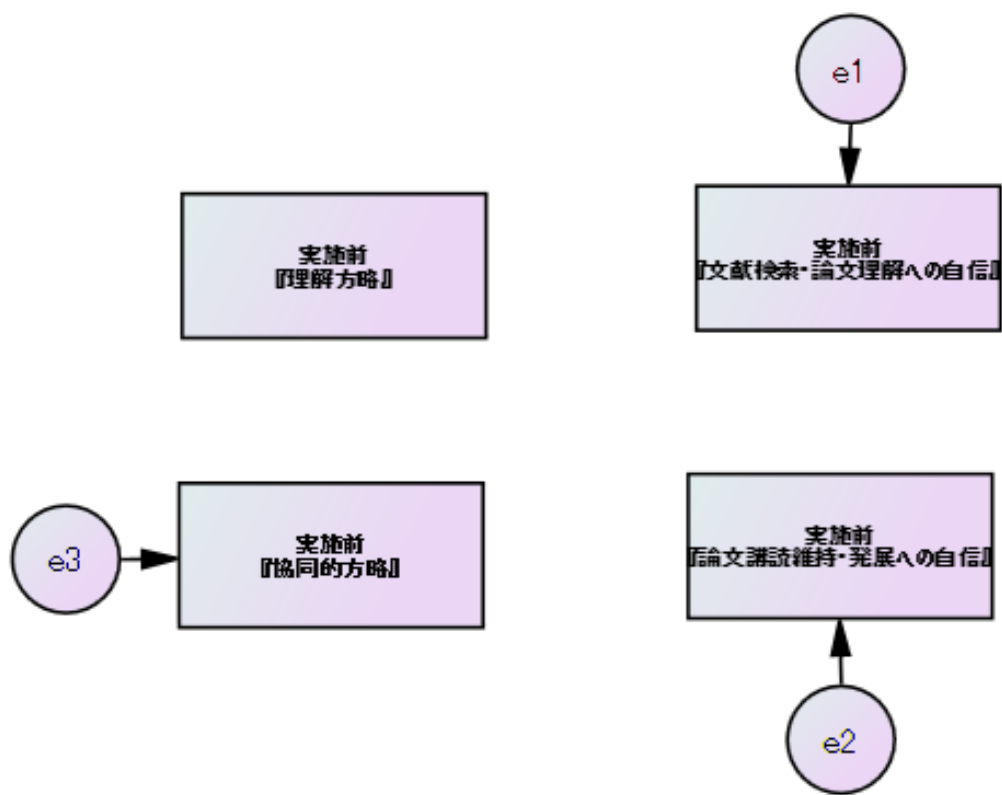 e1
実施前
『理解方略』
実施前
『文献検索・論文理解への自信』
e3
実施前
『協同的方略』
実施前
『論文講読維持・発展への自信』
e2